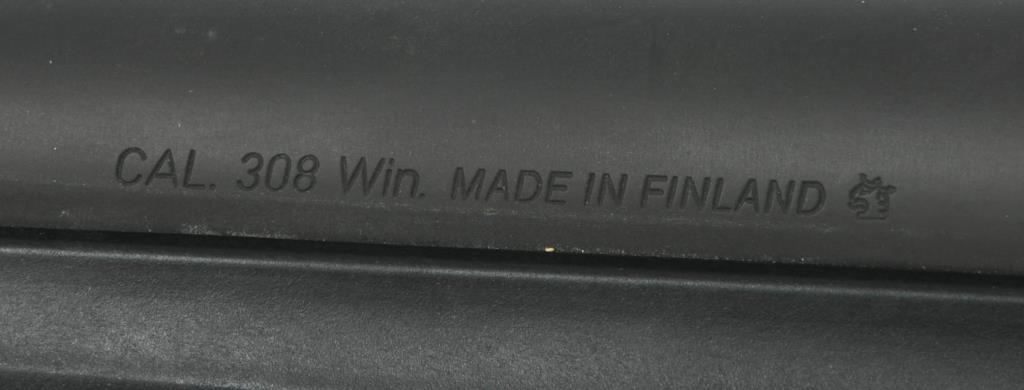 CAL. 308 Win. MADE IN FINLAND